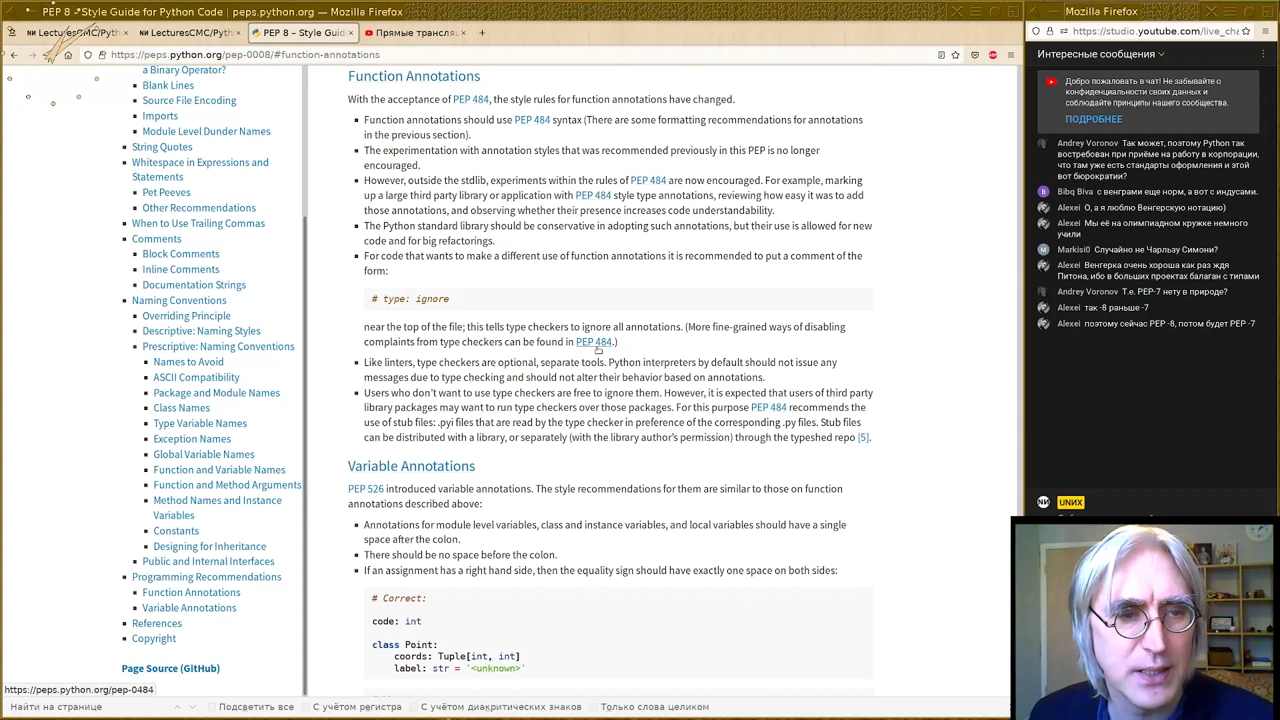 PEP 8 – Style Guide for Python Code | peps.python.org — Mozilla Firefox
Mozilla Firefox
LecturesCMC/Pyth
LecturesCMC/Pyth
PEP 8 – Style Guid
Прямые трансляц
https://peps.python.org/pep-0008/#function-annotations
https://studio.youtube.com/live_cha
a Binary Operator?
Blank Lines
Source File Encoding
Imports
Module Level Dunder Names
String Quotes
Whitespace in Expressions and
Statements
Pet Peeves
Other Recommendations
When to Use Trailing Commas
Comments
Block Comments
Inline Comments
Documentation Strings
Naming Conventions
Overriding Principle
Descriptive: Naming Styles
Prescriptive: Naming Conventions
Names to Avoid
ASCII Compatibility
Package and Module Names
Class Names
Type Variable Names
Exception Names
Global Variable Names
Function and Variable Names
Function and Method Arguments
Method Names and Instance
Variables
Constants
Designing for Inheritance
Public and Internal Interfaces
Programming Recommendations
Function Annotations
Variable Annotations
References
Copyright
Page Source (GitHub)
https://peps.python.org/pep-0484
Function Annotations
With the acceptance of PEP 484, the style rules for function annotations have changed.
Function annotations should use PEP 484 syntax (There are some formatting recommendations for annotations
in the previous section).
The experimentation with annotation styles that was recommended previously in this PEP is no longer
encouraged.
However, outside the stdlib, experiments within the rules of PEP 484 are now encouraged. For example, marking
up a large third party library or application with PEP 484 style type annotations, reviewing how easy it was to add
those annotations, and observing whether their presence increases code understandability.
The Python standard library should be conservative in adopting such annotations, but their use is allowed for new
code and for big refactorings.
For code that wants to make a different use of function annotations it is recommended to put a comment of the
form:
# type: ignore
near the top of the file; this tells type checkers to ignore all annotations. (More fine-grained ways of disabling
complaints from type checkers can be found in PEP 484.)
Like linters, type checkers are optional, separate tools. Python interpreters by default should not issue any
messages due to type checking and should not alter their behavior based on annotations.
Users who don’t want to use type checkers are free to ignore them. However, it is expected that users of third party
library packages may want to run type checkers over those packages. For this purpose PEP 484 recommends the
use of stub files: .pyi files that are read by the type checker in preference of the corresponding .py files. Stub files
can be distributed with a library, or separately (with the library author’s permission) through the typeshed repo [5].
Variable Annotations
PEP 526 introduced variable annotations. The style recommendations for them are similar to those on function
annotations described above:
Annotations for module level variables, class and instance variables, and local variables should have a single
space after the colon.
There should be no space before the colon.
If an assignment has a right hand side, then the equality sign should have exactly one space on both sides:
# Correct:
code: int
class Point:
coords: Tuple[int, int]
label: str = '<unknown>'
Интересные сообщения
Добро пожаловать в чат! Не забывайте о
конфиденциальности своих данных и
соблюдайте принципы нашего сообщества.
ПОДРОБНЕЕ
Andrey Voronov Так может, поэтому Python так
востребован при приёме на работу в корпорации,
что там уже есть стандарты оформления и этот
вот бюрократи?
B Bibq Biva с венграми еще норм, а вот с индусами.
Alexei О, а я люблю Венгерскую нотацию)
Alexei Мы её на олимпиадном кружке немного
учили
M Markisi0 Случайно не Чарльзу Симони?
Alexei Венгерка очень хороша как раз ждя
Питона, ибо в больших проектах балаган с типами
Andrey Voronov Т.е. PEP-7 нету в природе?
Alexei так -8 раньше -7
Alexei поэтому сейчас PEP -8, потом будет PEP -7
UNИX
Найти на странице
Подсветить все
С учётом регистра
С учётом диакритических знаков
Только слова целиком